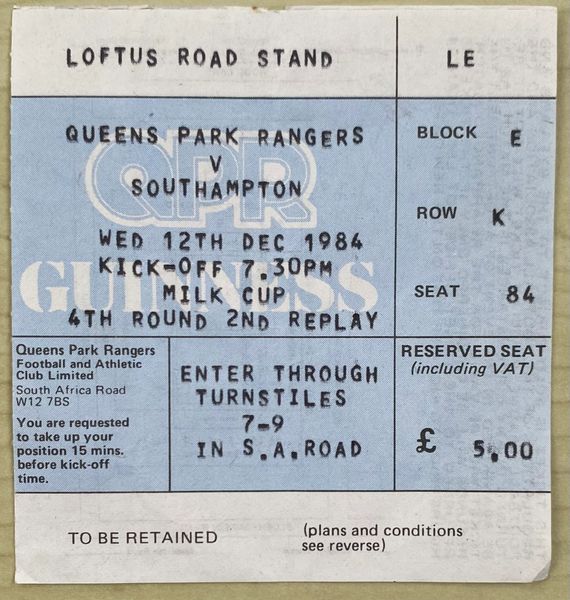 LOFTUS ROAD STAND
LE
QPR
GUINNESS
QUEENS PARK RANGERS
V
SOUTHAMPTON
WED 12TH DEC 1984
KICK-OFF 7.30PM
MILK CUP
4TH ROUND 2ND REPLAY
BLOCK E
ROW K
SEAT 84
Queens Park Rangers
Football and Athletic
Club Limited
South Africa Road
W12 7BS
You are requested
to take up your
position 15 mins.
before kick-off
time.
ENTER THROUGH
TURNSTILES
7-9
IN S.A.ROAD
RESERVED SEAT
(including VAT)
£ 5.00
TO BE RETAINED
(plans and conditions
see reverse)